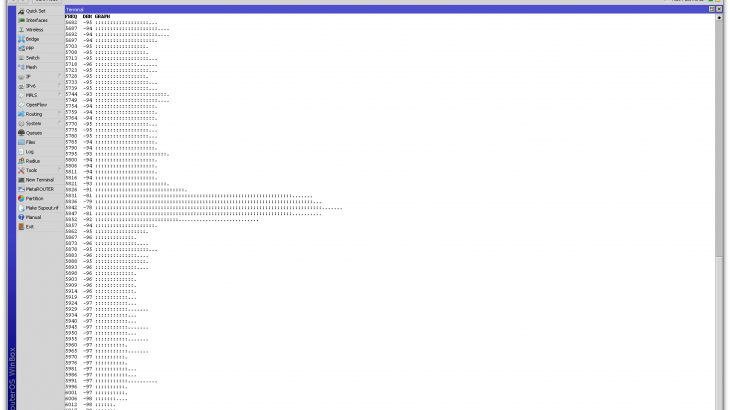 Quick Set
Interfaces
Wireless
Bridge
PPP
Switch
Mesh
IP
IPv6
MPLS
OpenFlow
Routing
System
Queues
Files
Log
Radius
Tools
New Terminal
MetaROUTER
Partition
Make Supout.rif
Manual
Exit
RouterOS WinBox
Terminal
FREQ DBM GRAPH
5682 -95
5687 -94
5692 -94
5697 -94
5703 -95
5708 -95
5713 -95
5718 -96
5723 -95
5728 -95
5733 -95
5739 -95
5744 -93
5749 -94
5754 -94
5759 -94
5764 -94
5770 -95
5775 -95
5780 -95
5785 -94
5790 -94
5795 -93
5800 -94
5806 -94
5811 -94
5816 -94
5821 -93
5826 -91
5831 -81
5836 -79
5842 -78
5847 -81
5852 -92
5857 -94
5862 -95
5867 -96
5873 -96
5878 -95
5883 -96
5888 -95
5893 -96
5898 -96
5903 -96
5909 -96
5914 -96
5919 -97
5924 -97
5929 -97
5934 -97
5940 -97
5945 -97
5950 -97
5955 -97
5960 -97
5965 -97
5970 -97
5976 -97
5981 -97
5986 -97
5991 -97
5996 -97
6001 -97
6006 -98
6012 -98